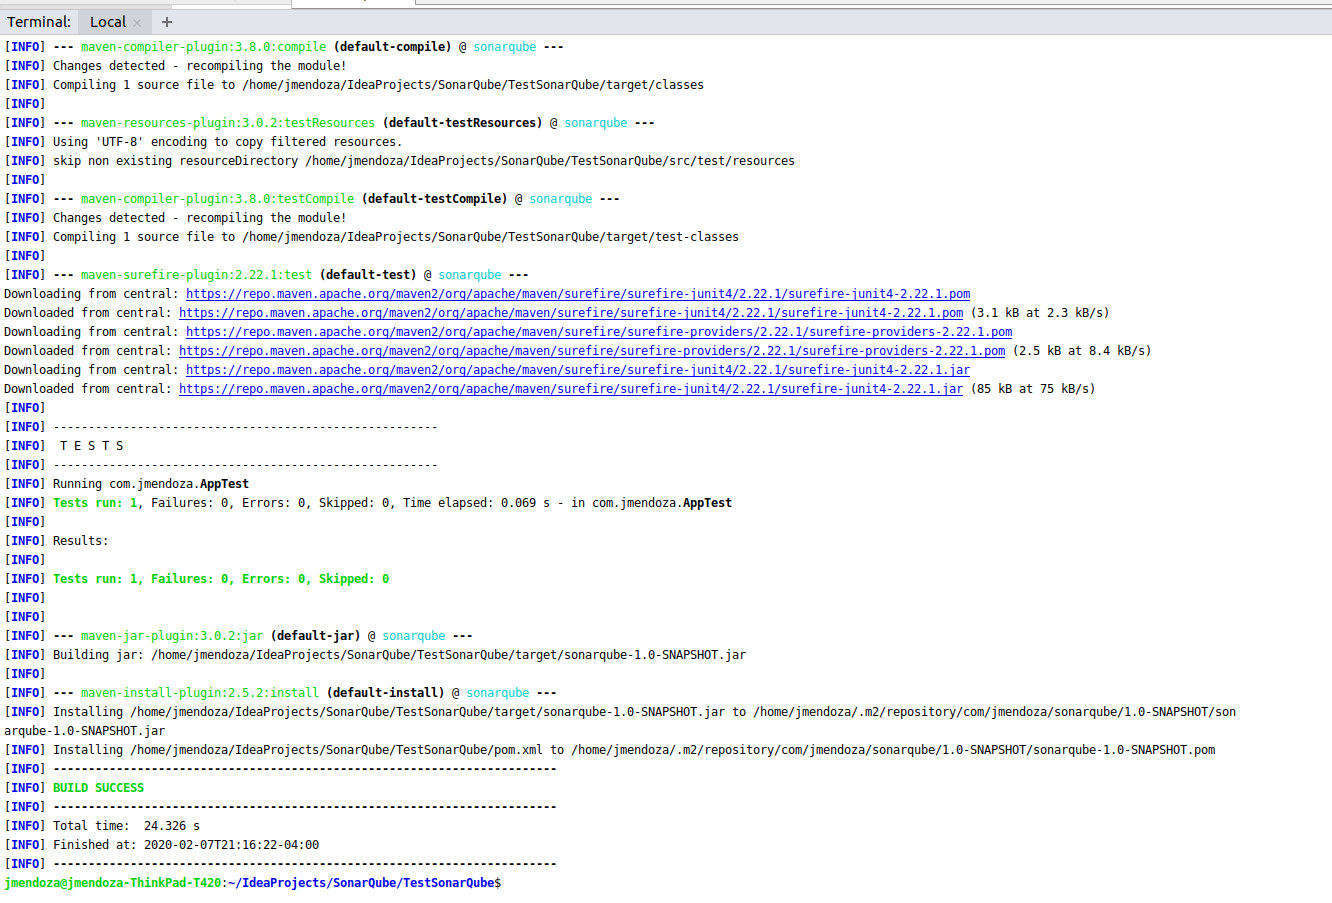 Terminal: Local × +
[INFO] --- maven-compiler-plugin:3.8.0:compile (default-compile) @ sonarqube ---
[INFO] Changes detected - recompiling the module!
[INFO] Compiling 1 source file to /home/jmendoza/IdeaProjects/SonarQube/TestSonarQube/target/classes
[INFO]
[INFO] --- maven-resources-plugin:3.0.2:testResources (default-testResources) @ sonarqube ---
[INFO] Using 'UTF-8' encoding to copy filtered resources.
[INFO] skip non existing resourceDirectory /home/jmendoza/IdeaProjects/SonarQube/TestSonarQube/src/test/resources
[INFO]
[INFO] --- maven-compiler-plugin:3.8.0:testCompile (default-testCompile) @ sonarqube ---
[INFO] Changes detected - recompiling the module!
[INFO] Compiling 1 source file to /home/jmendoza/IdeaProjects/SonarQube/TestSonarQube/target/test-classes
[INFO]
[INFO] --- maven-surefire-plugin:2.22.1:test (default-test) @ sonarqube ---
Downloading from central: https://repo.maven.apache.org/maven2/org/apache/maven/surefire/surefire-junit4/2.22.1/surefire-junit4-2.22.1.pom
Downloaded from central: https://repo.maven.apache.org/maven2/org/apache/maven/surefire/surefire-junit4/2.22.1/surefire-junit4-2.22.1.pom (3.1 kB at 2.3 kB/s)
Downloading from central: https://repo.maven.apache.org/maven2/org/apache/maven/surefire/surefire-providers/2.22.1/surefire-providers-2.22.1.pom
Downloaded from central: https://repo.maven.apache.org/maven2/org/apache/maven/surefire/surefire-providers/2.22.1/surefire-providers-2.22.1.pom (2.5 kB at 8.4 kB/s)
Downloading from central: https://repo.maven.apache.org/maven2/org/apache/maven/surefire/surefire-junit4/2.22.1/surefire-junit4-2.22.1.jar
Downloaded from central: https://repo.maven.apache.org/maven2/org/apache/maven/surefire/surefire-junit4/2.22.1/surefire-junit4-2.22.1.jar (85 kB at 75 kB/s)
[INFO]
[INFO] -------------------------------------------------------
[INFO]  T E S T S
[INFO] -------------------------------------------------------
[INFO] Running com.jmendoza.AppTest
[INFO] Tests run: 1, Failures: 0, Errors: 0, Skipped: 0, Time elapsed: 0.069 s - in com.jmendoza.AppTest
[INFO]
[INFO] Results:
[INFO]
[INFO] Tests run: 1, Failures: 0, Errors: 0, Skipped: 0
[INFO]
[INFO]
[INFO] --- maven-jar-plugin:3.0.2:jar (default-jar) @ sonarqube ---
[INFO] Building jar: /home/jmendoza/IdeaProjects/SonarQube/TestSonarQube/target/sonarqube-1.0-SNAPSHOT.jar
[INFO]
[INFO] --- maven-install-plugin:2.5.2:install (default-install) @ sonarqube ---
[INFO] Installing /home/jmendoza/IdeaProjects/SonarQube/TestSonarQube/target/sonarqube-1.0-SNAPSHOT.jar to /home/jmendoza/.m2/repository/com/jmendoza/sonarqube/1.0-SNAPSHOT/son
arqube-1.0-SNAPSHOT.jar
[INFO] Installing /home/jmendoza/IdeaProjects/SonarQube/TestSonarQube/pom.xml to /home/jmendoza/.m2/repository/com/jmendoza/sonarqube/1.0-SNAPSHOT/sonarqube-1.0-SNAPSHOT.pom
[INFO] ------------------------------------------------------------------------
[INFO] BUILD SUCCESS
[INFO] ------------------------------------------------------------------------
[INFO] Total time:  24.326 s
[INFO] Finished at: 2020-02-07T21:16:22-04:00
[INFO] ------------------------------------------------------------------------
jmendoza@jmendoza-ThinkPad-T420:~/IdeaProjects/SonarQube/TestSonarQube$